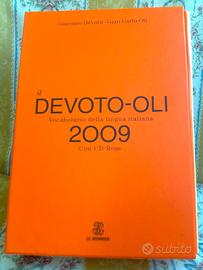 Giacomo Devoto - Gian Carlo Oli
il
DEVOTO-OLI
Vocabolario della lingua italiana
2009
Con CD-Rom
LE MONNIER
subito